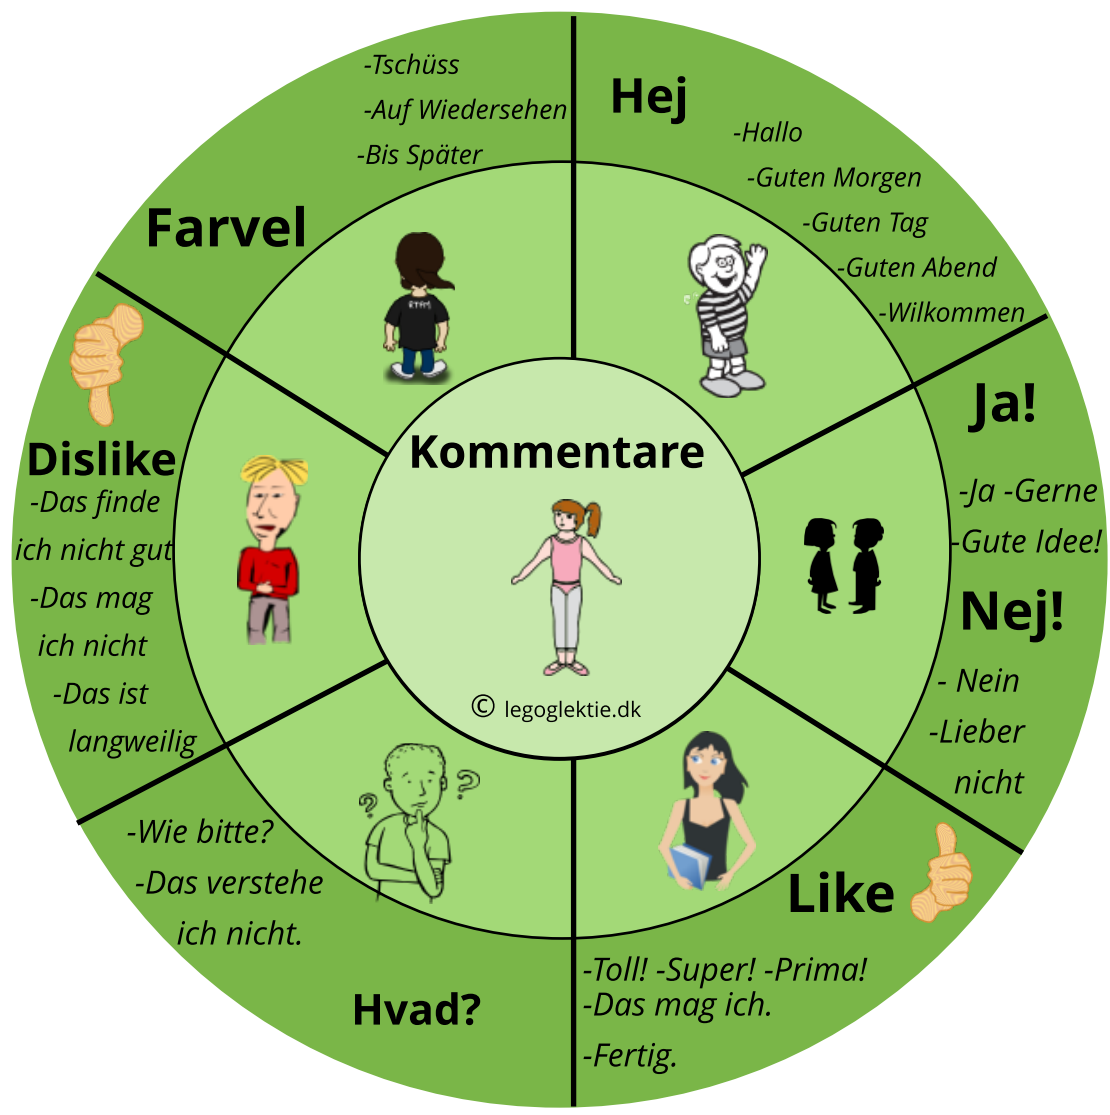 Kommentare
© legoglektie.dk
Hej
-Hallo
-Guten Morgen
-Guten Tag
-Guten Abend
-Wilkommen
Ja!
-Ja -Gerne
-Gute Idee!
Nej!
- Nein
-Lieber
nicht
Like
-Toll! -Super! -Prima!
-Das mag ich.
-Fertig.
Hvad?
-Wie bitte?
-Das verstehe
ich nicht.
Dislike
-Das finde
ich nicht gut
-Das mag
ich nicht
-Das ist
langweilig
Farvel
-Tschüss
-Auf Wiedersehen
-Bis Später
? ?